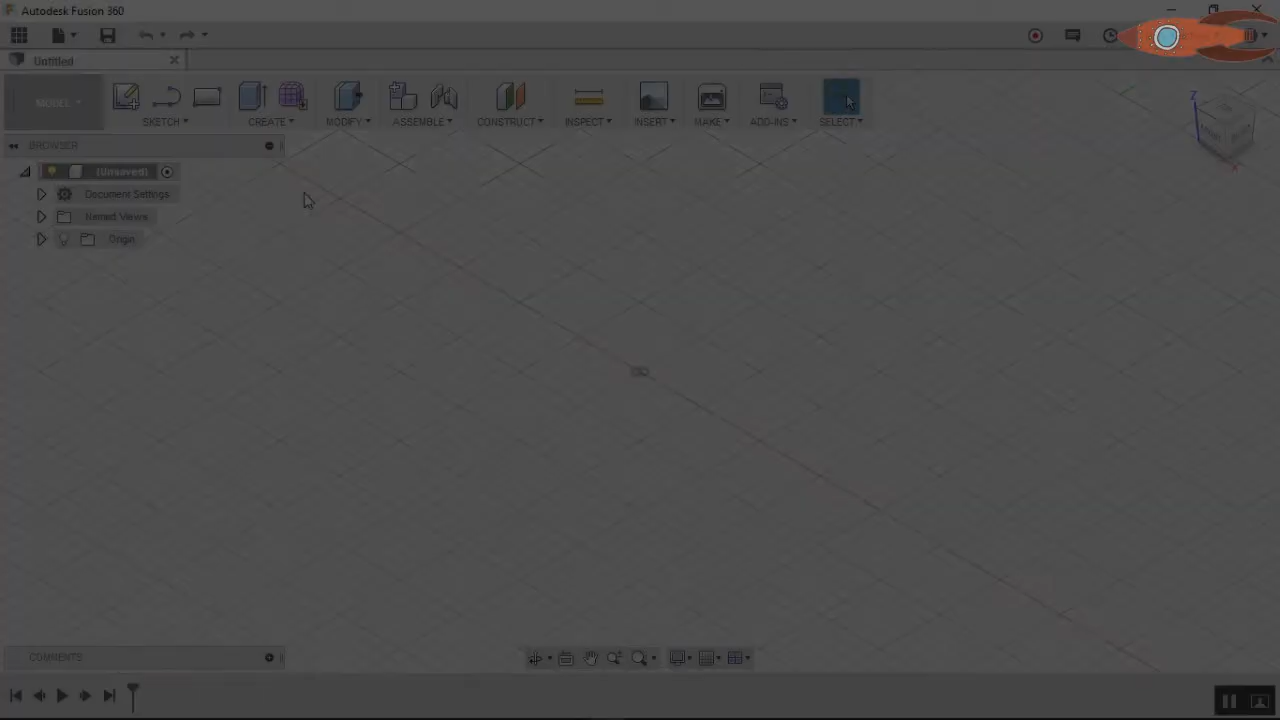 Autodesk Fusion 360
Untitled
MODEL
SKETCH
CREATE
MODIFY
ASSEMBLE
CONSTRUCT
INSPECT
INSERT
MAKE
ADD-INS
SELECT
BROWSER
(Unsaved)
Document Settings
Named Views
Origin
Z
X
COMMENTS